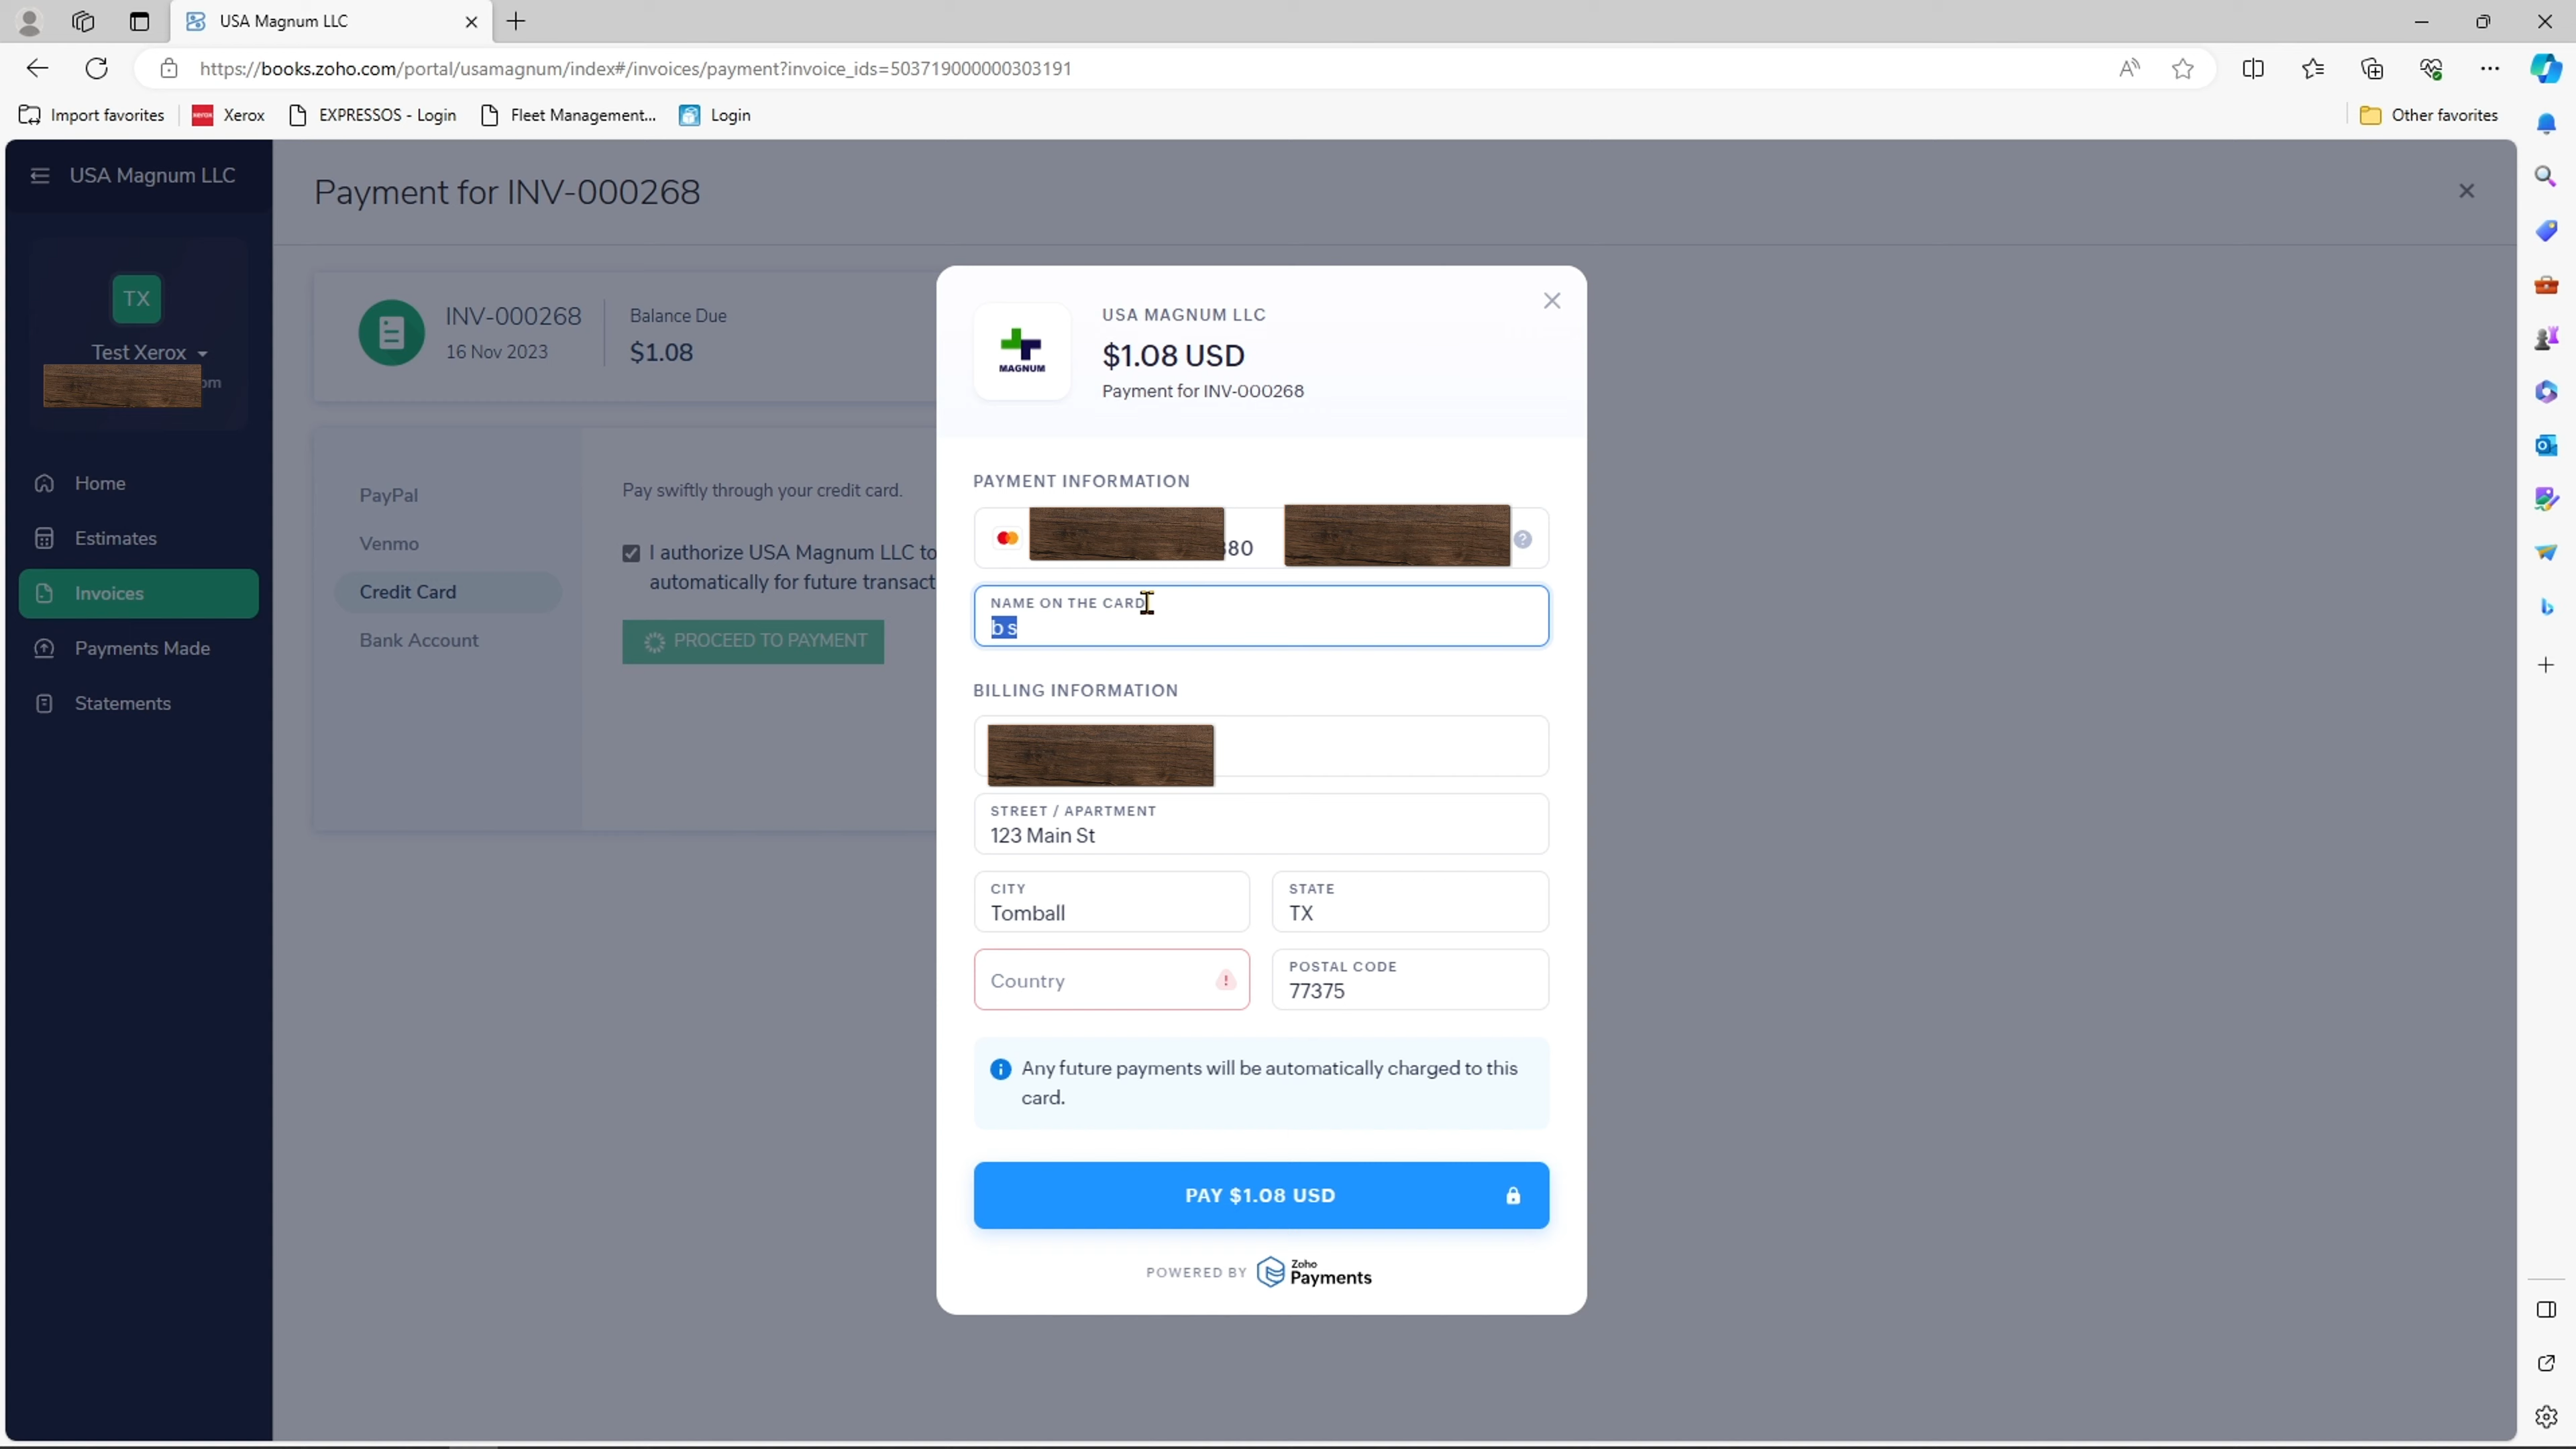 USA Magnum LLC
https://books.zoho.com/portal/usamagnum/index#/invoices/payment?invoice_ids=503719000000303191
Import favorites
Xerox
EXPRESSOS - Login
Fleet Management...
Login
Other favorites
USA Magnum LLC
TX
Test Xerox
om
Home
Estimates
Invoices
Payments Made
Statements
Payment for INV-000268
INV-000268
16 Nov 2023
Balance Due
$1.08
PayPal
Venmo
Credit Card
Bank Account
Pay swiftly through your credit card.
I authorize USA Magnum LLC to
automatically for future transact
PROCEED TO PAYMENT
MAGNUM
USA MAGNUM LLC
$1.08 USD
Payment for INV-000268
PAYMENT INFORMATION
80
NAME ON THE CARD
b s
BILLING INFORMATION
STREET / APARTMENT
123 Main St
CITY
Tomball
STATE
TX
Country
POSTAL CODE
77375
Any future payments will be automatically charged to this
card.
PAY $1.08 USD
POWERED BY Zoho Payments